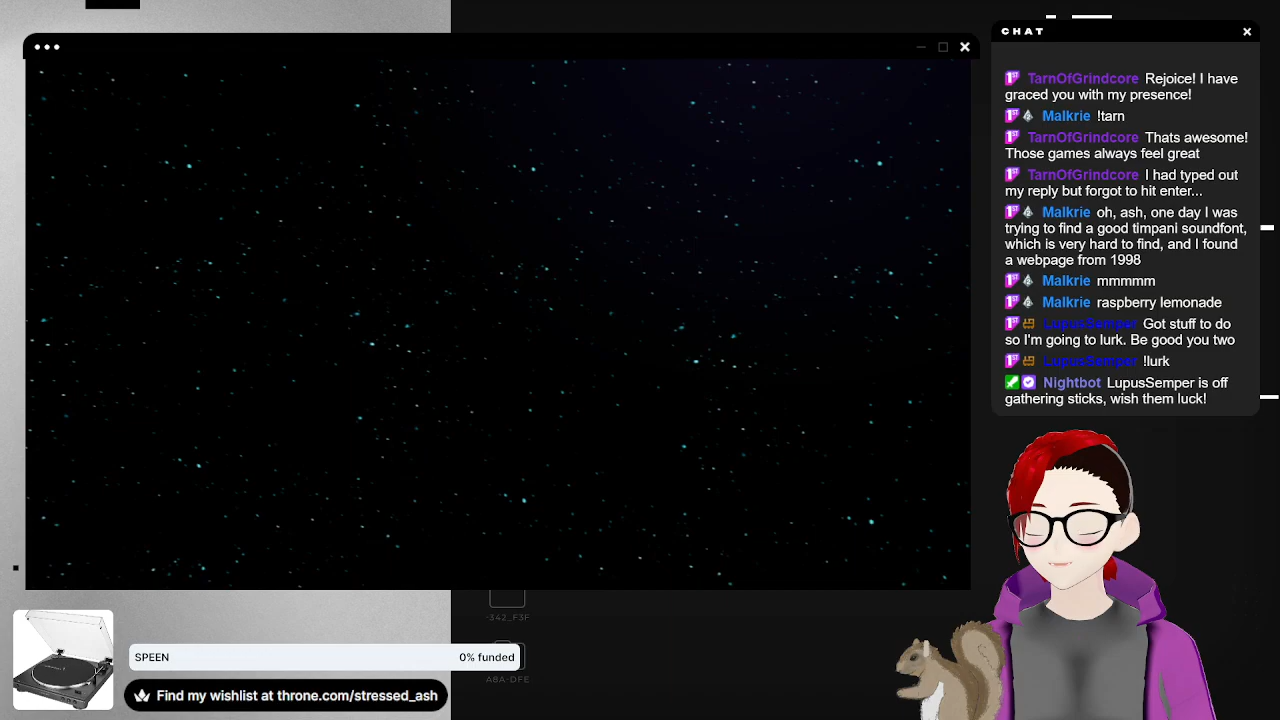 CHAT
TarnOfGrindcore Rejoice! I have
graced you with my presence!
Malkrie !tarn
TarnOfGrindcore Thats awesome!
Those games always feel great
TarnOfGrindcore I had typed out
my reply but forgot to hit enter...
Malkrie oh, ash, one day I was
trying to find a good timpani soundfont,
which is very hard to find, and I found
a webpage from 1998
Malkrie mmmmm
Malkrie raspberry lemonade
LupusSemper Got stuff to do
so I'm going to lurk. Be good you two
LupusSemper !lurk
Nightbot LupusSemper is off
gathering sticks, wish them luck!
-342_F3F
A8A-DFE
SPEEN 0% funded
Find my wishlist at throne.com/stressed_ash